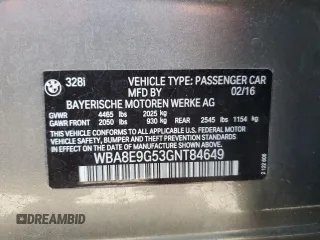 328i
VEHICLE TYPE: PASSENGER CAR
MFD BY 02/16
BAYERISCHE MOTOREN WERKE AG
GVWR 4465 lbs 2025 kg
GAWR FRONT 2050 lbs 930 kg REAR 2545 lbs 1154 kg
THIS VEHICLE CONFORMS TO ALL APPLICABLE FEDERAL MOTOR
VEHICLE SAFETY, BUMPER, AND THEFT PREVENTION STANDARDS IN
EFFECT ON THE DATE OF MANUFACTURE SHOWN ABOVE.
WBA8E9G53GNT84649
DREAMBID